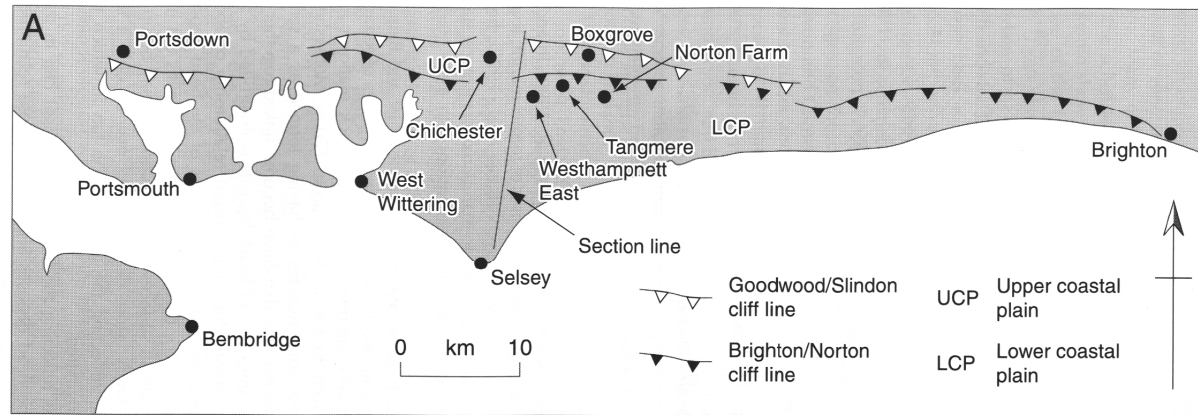 A
Portsdown
Boxgrove
Norton Farm
UCP
Chichester
LCP
Tangmere
Westhampnett
East
Brighton
Portsmouth
West
Wittering
Section line
Selsey
Bembridge
0 km 10
Goodwood/Slindon
cliff line
UCP
Upper coastal
plain
Brighton/Norton
cliff line
LCP
Lower coastal
plain